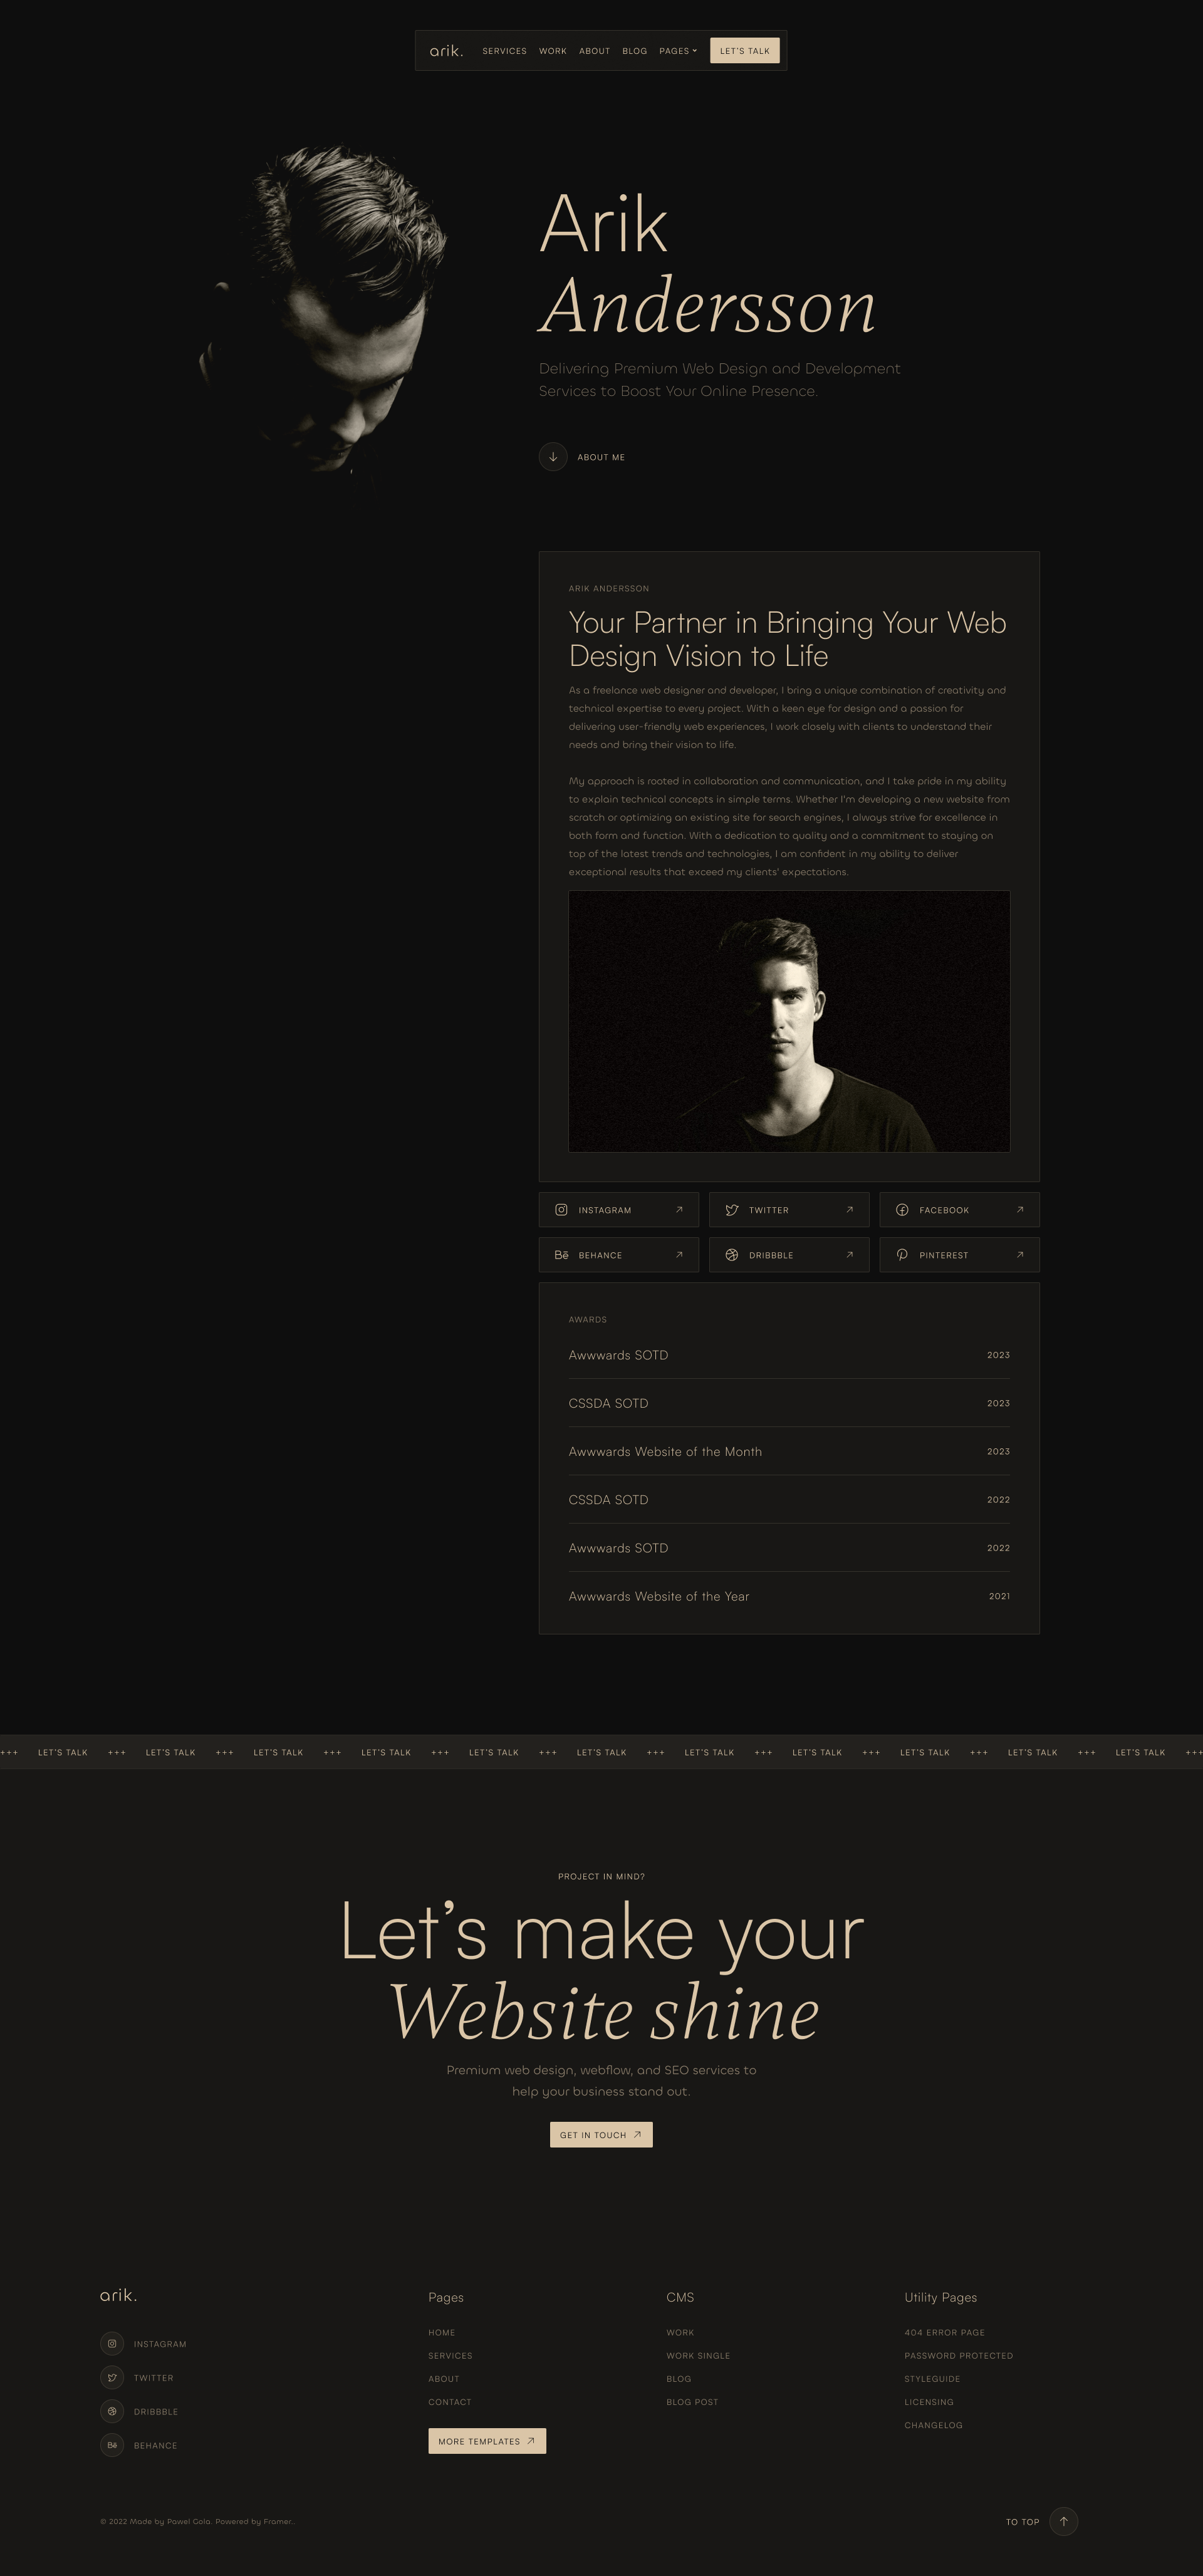 arik. SERVICES WORK ABOUT BLOG PAGES LET'S TALK
Arik
Andersson
Delivering Premium Web Design and Development
Services to Boost Your Online Presence.
ABOUT ME
ARIK ANDERSSON
Your Partner in Bringing Your Web
Design Vision to Life
As a freelance web designer and developer, I bring a unique combination of creativity and
technical expertise to every project. With a keen eye for design and a passion for
delivering user-friendly web experiences, I work closely with clients to understand their
needs and bring their vision to life.
My approach is rooted in collaboration and communication, and I take pride in my ability
to explain technical concepts in simple terms. Whether I'm developing a new website from
scratch or optimizing an existing site for search engines, I always strive for excellence in
both form and function. With a dedication to quality and a commitment to staying on
top of the latest trends and technologies, I am confident in my ability to deliver
exceptional results that exceed my clients' expectations.
INSTAGRAM TWITTER FACEBOOK
BEHANCE DRIBBBLE PINTEREST
AWARDS
Awwwards SOTD 2023
CSSDA SOTD 2023
Awwwards Website of the Month 2023
CSSDA SOTD 2022
Awwwards SOTD 2022
Awwwards Website of the Year 2021
+++ LET'S TALK +++ LET'S TALK +++ LET'S TALK +++ LET'S TALK +++ LET'S TALK +++ LET'S TALK +++ LET'S TALK +++ LET'S TALK +++ LET'S TALK +++ LET'S TALK +++ LET'S TALK +++
PROJECT IN MIND?
Let's make your
Website shine
Premium web design, webflow, and SEO services to
help your business stand out.
GET IN TOUCH
arik.
INSTAGRAM
TWITTER
DRIBBBLE
BEHANCE
Pages
HOME
SERVICES
ABOUT
CONTACT
MORE TEMPLATES
CMS
WORK
WORK SINGLE
BLOG
BLOG POST
Utility Pages
404 ERROR PAGE
PASSWORD PROTECTED
STYLEGUIDE
LICENSING
CHANGELOG
© 2022 Made by Pawel Gola. Powered by Framer.
TO TOP